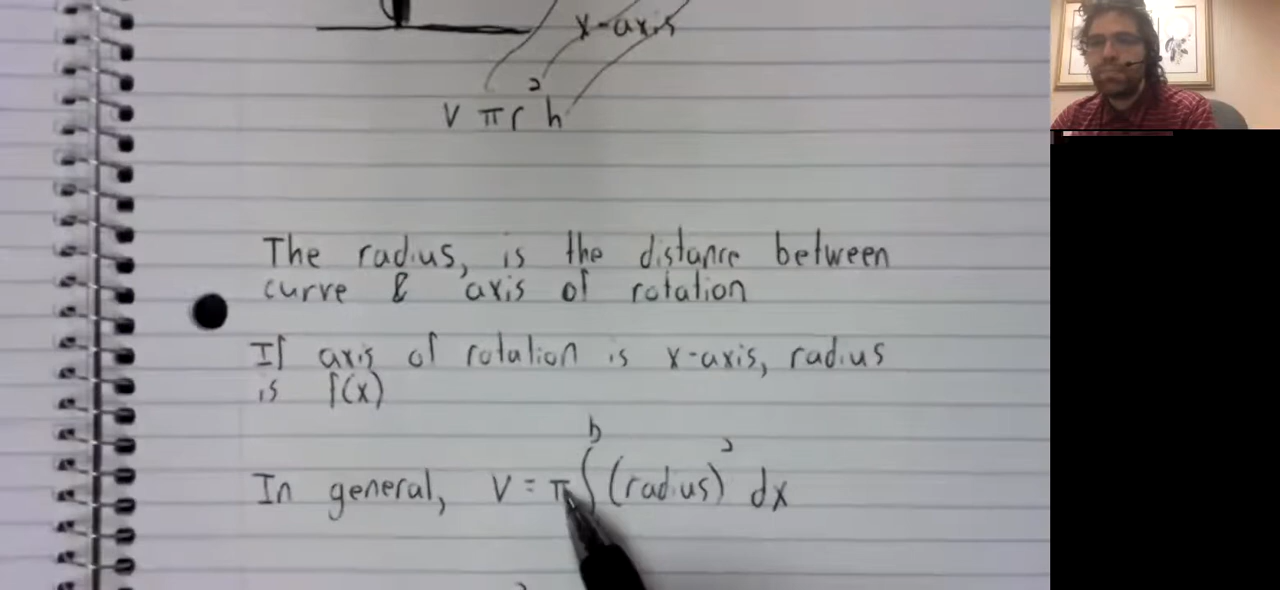 x-axis
V πr² h
The radius, is the distance between
curve & axis of rotation
If axis of rotation is x-axis, radius
is f(x)
In general, V = π∫ᵇ (radius)² dx